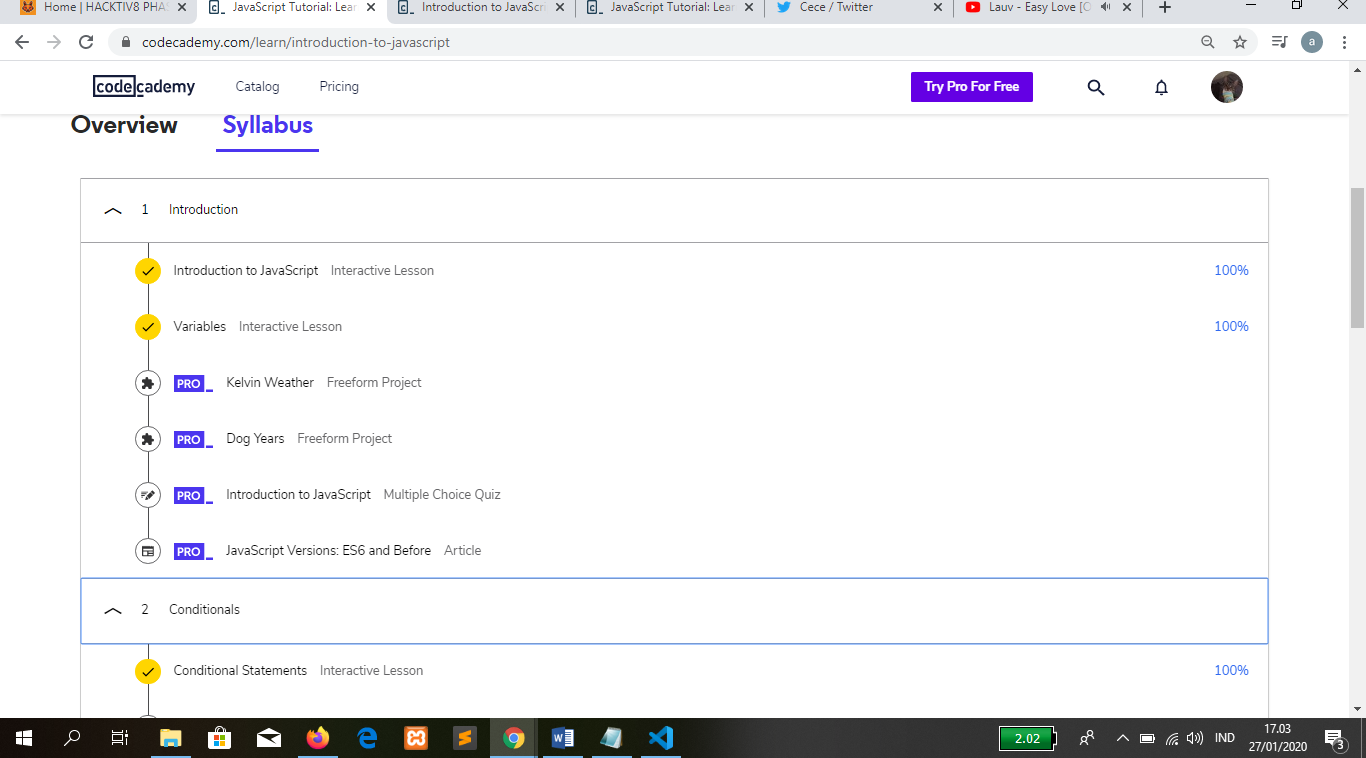 Home | HACKTIV8 PHAS
JavaScript Tutorial: Lear
Introduction to JavaScri
JavaScript Tutorial: Lear
Cece / Twitter
Lauv - Easy Love [O
codecademy.com/learn/introduction-to-javascript
a
codecademy
Catalog
Pricing
Try Pro For Free
Overview
Syllabus
1 Introduction
Introduction to JavaScript Interactive Lesson 100%
Variables Interactive Lesson 100%
PRO Kelvin Weather Freeform Project
PRO Dog Years Freeform Project
PRO Introduction to JavaScript Multiple Choice Quiz
PRO JavaScript Versions: ES6 and Before Article
2 Conditionals
Conditional Statements Interactive Lesson 100%
2.02
IND
17.03
27/01/2020
3